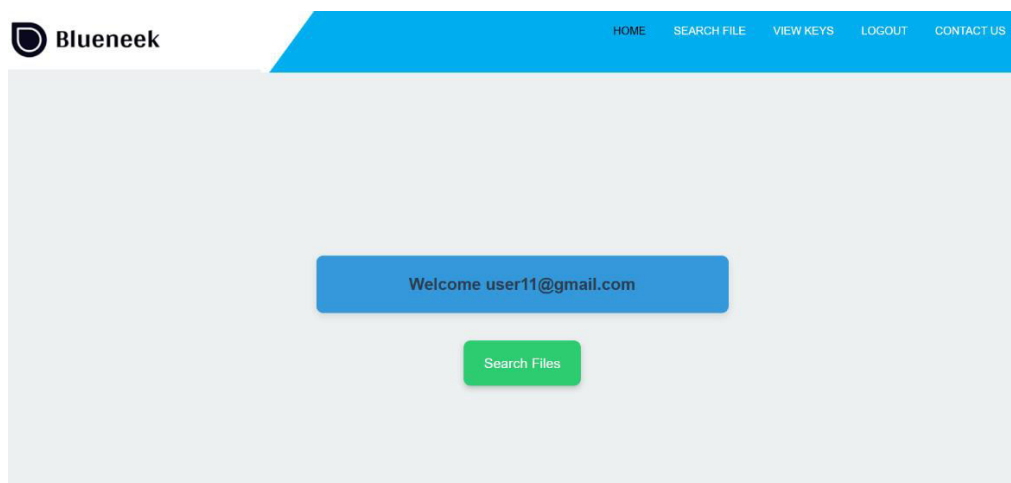 Blueneek
HOME SEARCH FILE VIEW KEYS LOGOUT CONTACT US
Welcome user11@gmail.com
Search Files